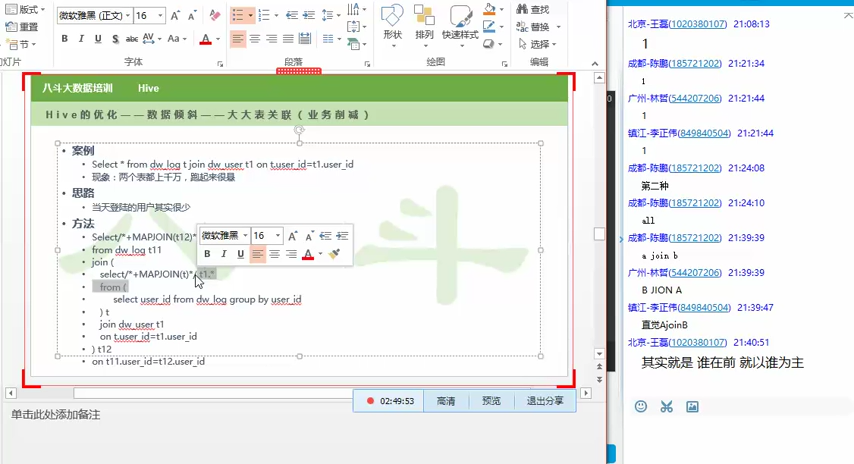 版式
重置
节
灯片
微软雅黑 (正文) 16
B I U S abc AV Aa A
字体
段落
形状
排列
快速样式
绘图
查找
替换
选择
编辑
八斗大数据培训 Hive
Hive的优化——数据倾斜——大大表关联（业务削减）
• 案例
• Select * from dw_log t join dw_user t1 on t.user_id=t1.user_id
• 现象：两个表都上千万，跑起来很悬
• 思路
• 当天登陆的用户其实很少
• 方法
• Select/*+MAPJOIN(t12)*
• from dw_log t11
• join (
• select/*+MAPJOIN(t)*/ t1.*
• from (
• select user_id from dw_log group by user_id
• ) t
• join dw_user t1
• on t.user_id=t1.user_id
• ) t12
• on t11.user_id=t12.user_id
微软雅黑 16
B I U A
02:49:53 高清 预览 退出分享
单击此处添加备注
北京-王磊(1020380107) 21:08:13
1
成都-陈鹏(185721202) 21:21:34
1
广州-林哲(544207206) 21:21:44
1
镇江-李正伟(849840504) 21:21:44
1
成都-陈鹏(185721202) 21:24:08
第二种
成都-陈鹏(185721202) 21:24:10
all
成都-陈鹏(185721202) 21:39:39
a join b
广州-林哲(544207206) 21:39:39
B JION A
镇江-李正伟(849840504) 21:39:47
直觉AjoinB
北京-王磊(1020380107) 21:40:51
其实就是 谁在前 就以谁为主